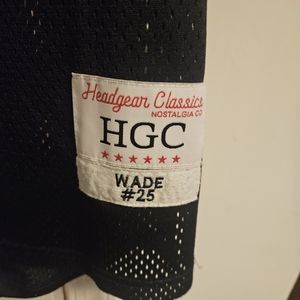 Headgear Classics
NOSTALGIA CO
HGC
WADE
#25